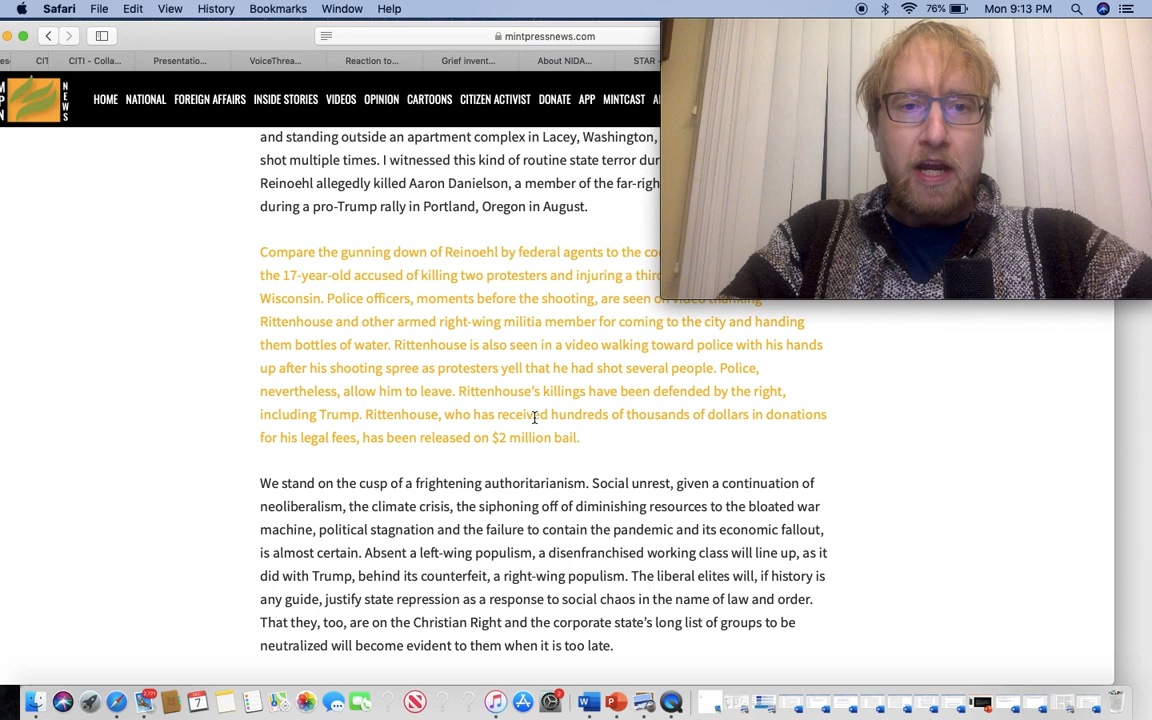 Safari File Edit View History Bookmarks Window Help 76% Mon 9:13 PM
mintpressnews.com
CIT CITI - Colla... Presentatio... VoiceThrea... Reaction to... Grief invent... About NIDA... STAR
NEWS
HOME NATIONAL FOREIGN AFFAIRS INSIDE STORIES VIDEOS OPINION CARTOONS CITIZEN ACTIVIST DONATE APP MINTCAST
and standing outside an apartment complex in Lacey, Washington,
shot multiple times. I witnessed this kind of routine state terror
Reinoehl allegedly killed Aaron Danielson, a member of the far-righ
during a pro-Trump rally in Portland, Oregon in August.
Compare the gunning down of Reinoehl by federal agents to the
the 17-year-old accused of killing two protesters and injuring a
Wisconsin. Police officers, moments before the shooting, are seen
Rittenhouse and other armed right-wing militia member for coming to the city and handing
them bottles of water. Rittenhouse is also seen in a video walking toward police with his hands
up after his shooting spree as protesters yell that he had shot several people. Police,
nevertheless, allow him to leave. Rittenhouse's killings have been defended by the right,
including Trump. Rittenhouse, who has received hundreds of thousands of dollars in donations
for his legal fees, has been released on $2 million bail.
We stand on the cusp of a frightening authoritarianism. Social unrest, given a continuation of
neoliberalism, the climate crisis, the siphoning off of diminishing resources to the bloated war
machine, political stagnation and the failure to contain the pandemic and its economic fallout,
is almost certain. Absent a left-wing populism, a disenfranchised working class will line up, as it
did with Trump, behind its counterfeit, a right-wing populism. The liberal elites will, if history is
any guide, justify state repression as a response to social chaos in the name of law and order.
That they, too, are on the Christian Right and the corporate state's long list of groups to be
neutralized will become evident to them when it is too late.